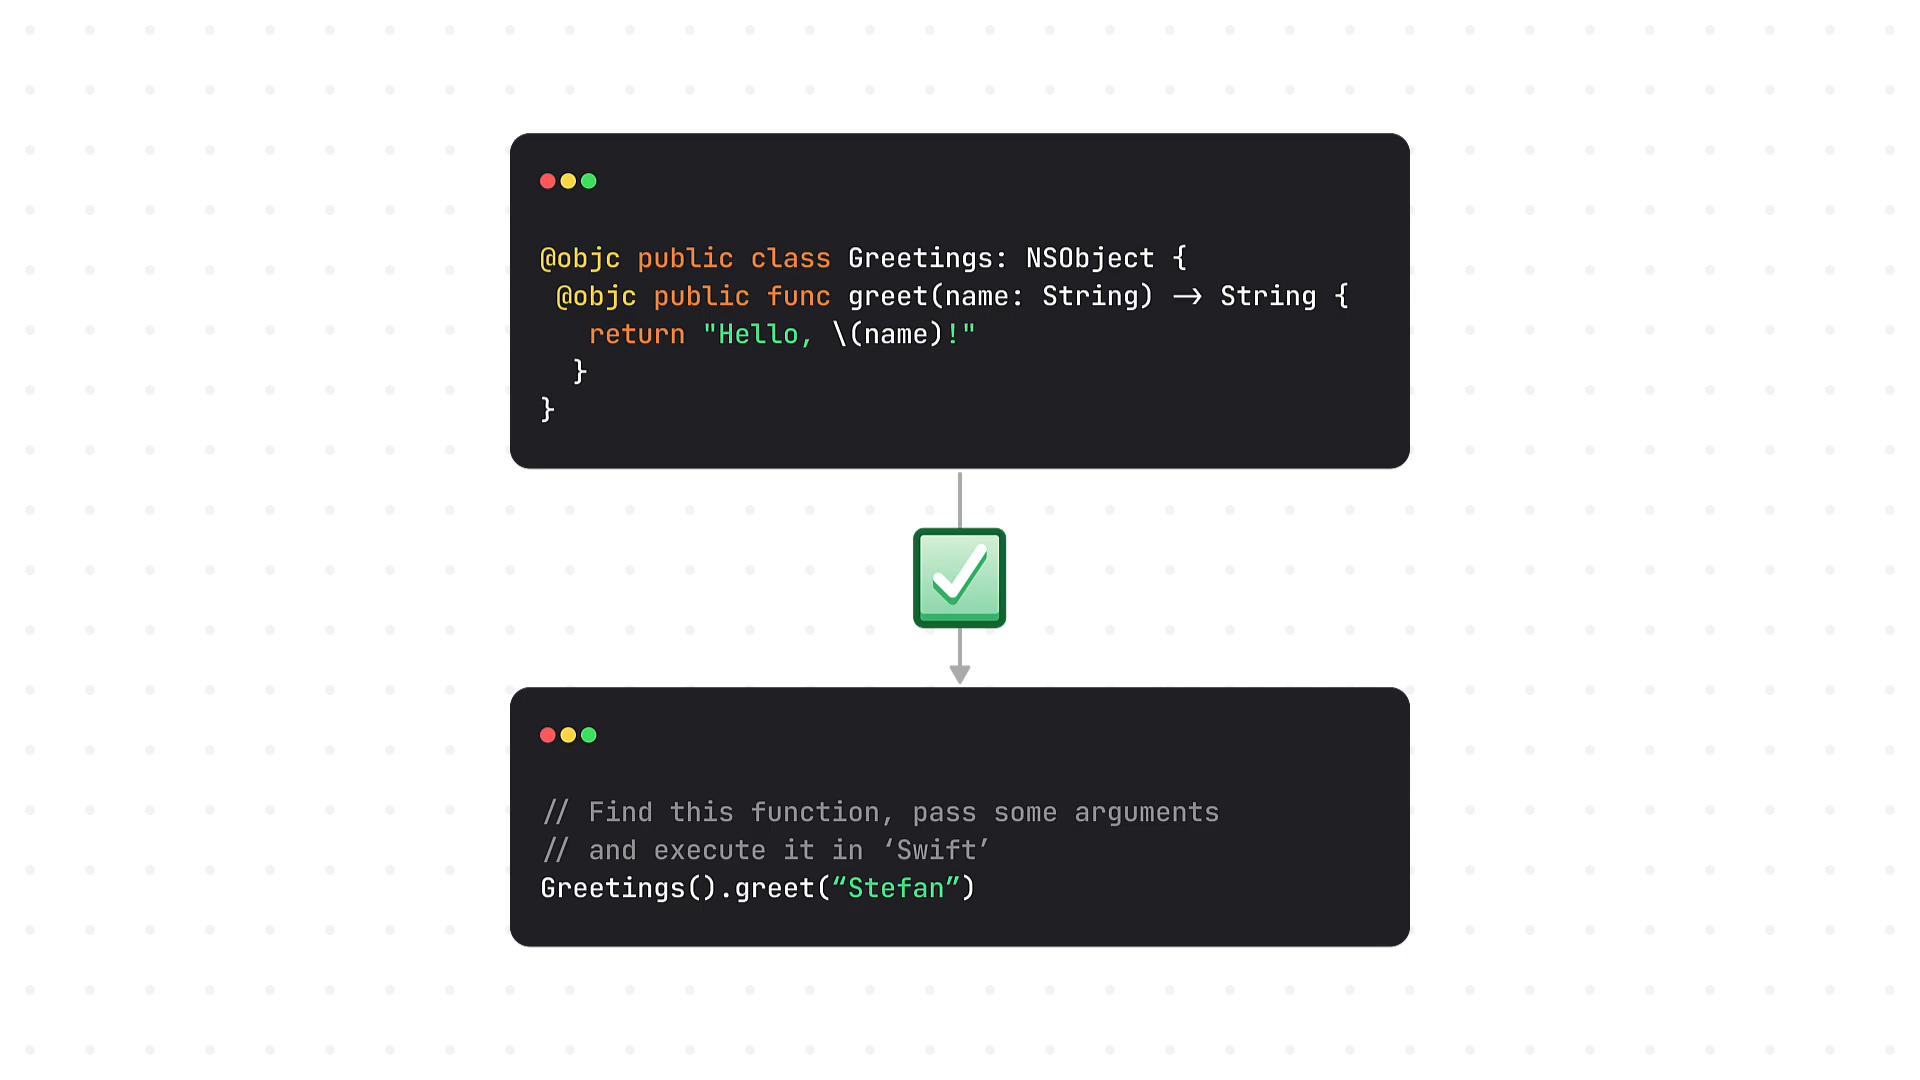 @objc public class Greetings: NSObject {
@objc public func greet(name: String) -> String {
return "Hello, \(name)!"
}
}
// Find this function, pass some arguments
// and execute it in ‘Swift’
Greetings().greet(“Stefan”)